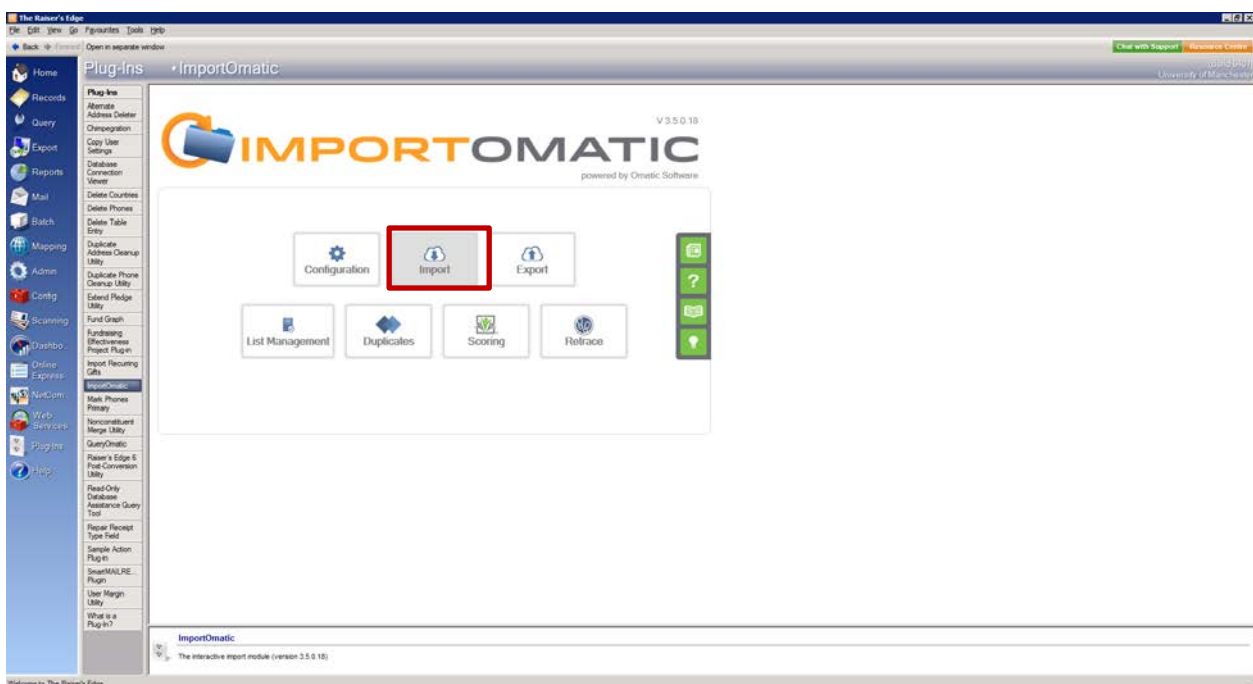 The Raiser's Edge
File Edit View Go Favourites Tools Help
Back Forward Open in separate window
Chat with Support Resource Centre
Plug-Ins • ImportOmatic
University of Manchester
Home
Records
Query
Export
Reports
Mail
Batch
Mapping
Admin
Config
Scanning
Dashbo...
Online
Express
NetCom
Web
Services
Plug-Ins
Help
Plug-Ins
Alternate
Address Deleter
Chimpegration
Copy User
Settings
Database
Connection
Viewer
Delete Countries
Delete Phones
Delete Table
Entry
Duplicate
Address Cleanup
Utility
Duplicate Phone
Cleanup Utility
Extend Pledge
Utility
Fund Graph
Fundraising
Effectiveness
Project Plug-in
Import Recurring
Gifts
ImportOmatic
Mark Phones
Primary
Nonconstituent
Merge Utility
QueryOmatic
Raiser's Edge 6
Post-Conversion
Utility
Read-Only
Database
Assistance Query
Tool
Repair Receipt
Type Field
Sample Action
Plug-in
SmartMAILRE...
Plugin
User Margin
Utility
What is a
Plug-In?
V 3.5.0.18
IMPORTOMATIC
powered by Omatic Software
Configuration Import Export
List Management Duplicates Scoring Retrace
?
ImportOmatic
The interactive import module (version 3.5.0.18)
Welcome to The Raiser's Edge